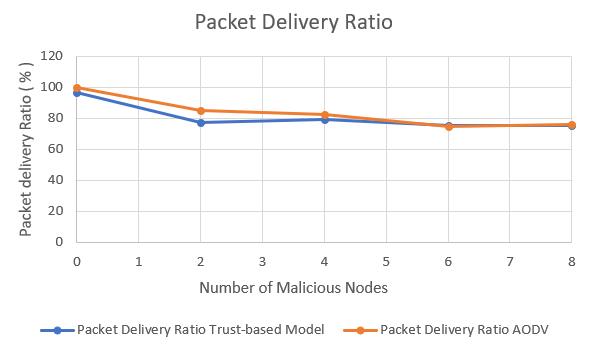 Packet Delivery Ratio
Packet delivery Ratio ( % )
120
100
80
60
40
20
0
0 1 2 3 4 5 6 7 8
Number of Malicious Nodes
Packet Delivery Ratio Trust-based Model Packet Delivery Ratio AODV